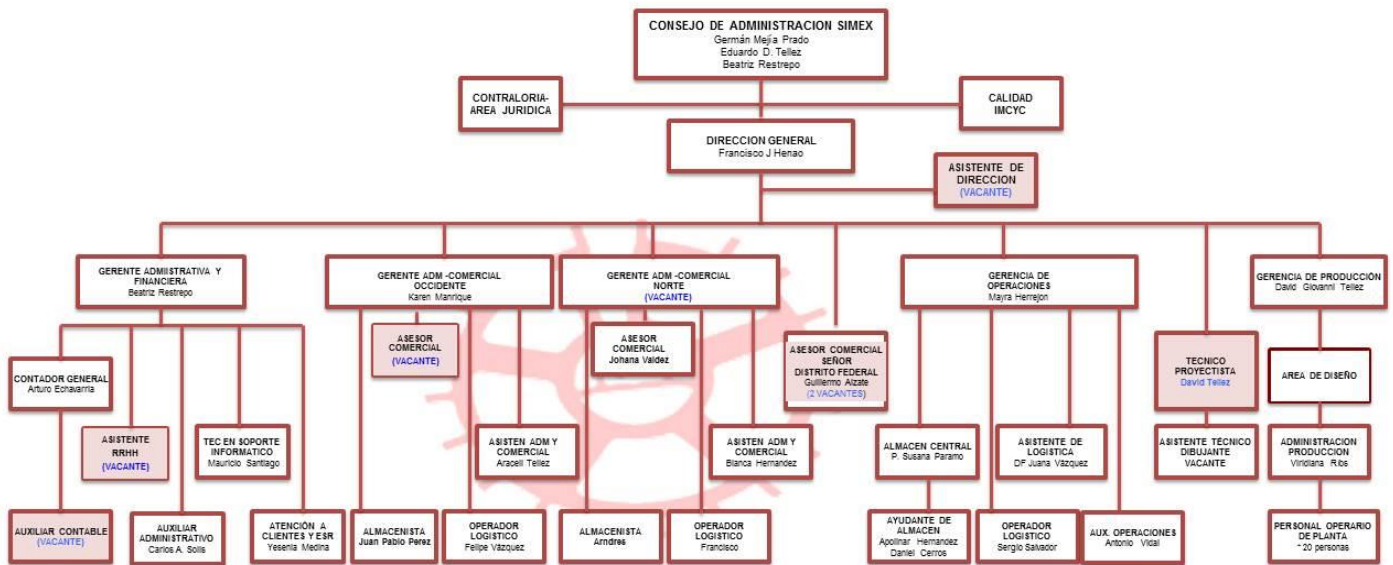 CONSEJO DE ADMINISTRACION SIMEX
Germán Mejía Prado
Eduardo D. Tellez
Beatriz Restrepo
CONTRALORIA-
AREA JURIDICA
CALIDAD
IMCYC
DIRECCION GENERAL
Francisco J Henao
ASISTENTE DE
DIRECCION
(VACANTE)
GERENTE ADMIISTRATIVA Y
FINANCIERA
Beatriz Restrepo
GERENTE ADM -COMERCIAL
OCCIDENTE
Karen Manrique
GERENTE ADM -COMERCIAL
NORTE
(VACANTE)
GERENCIA DE
OPERACIONES
Mayra Herrejon
GERENCIA DE PRODUCCIÓN
David Giovanni Tellez
CONTADOR GENERAL
Arturo Echavarria
ASESOR
COMERCIAL
(VACANTE)
ASESOR
COMERCIAL
Johana Valdez
ASESOR COMERCIAL
SEÑOR
DISTRITO FEDERAL
Guillermo Alzate
(2 VACANTES)
TECNICO
PROYECTISTA
David Tellez
AREA DE DISEÑO
ASISTENTE
RRHH
(VACANTE)
TEC EN SOPORTE
INFORMATICO
Mauricio Santiago
ASISTEN ADM Y
COMERCIAL
Araceli Tellez
ASISTEN ADM Y
COMERCIAL
Blanca Hernandez
ALMACEN CENTRAL
P. Susana Paramo
ASISTENTE DE
LOGISTICA
DF Juana Vázquez
ASISTENTE TÉCNICO
DIBUJANTE
VACANTE
ADMINISTRACION
PRODUCCION
Viridiana Ribs
AUXILIAR CONTABLE
(VACANTE)
AUXILIAR
ADMINISTRATIVO
Carlos A. Solis
ATENCIÓN A
CLIENTES Y ESR
Yesenia Medina
ALMACENISTA
Juan Pablo Perez
OPERADOR
LOGISTICO
Felipe Vázquez
ALMACENISTA
Arndres
OPERADOR
LOGISTICO
Francisco
AYUDANTE DE
ALMACEN
Apolinar Hernandez
Daniel Cerros
OPERADOR
LOGISTICO
Sergio Salvador
AUX. OPERACIONES
Antonio Vidal
PERSONAL OPERARIO
DE PLANTA
~ 20 personas